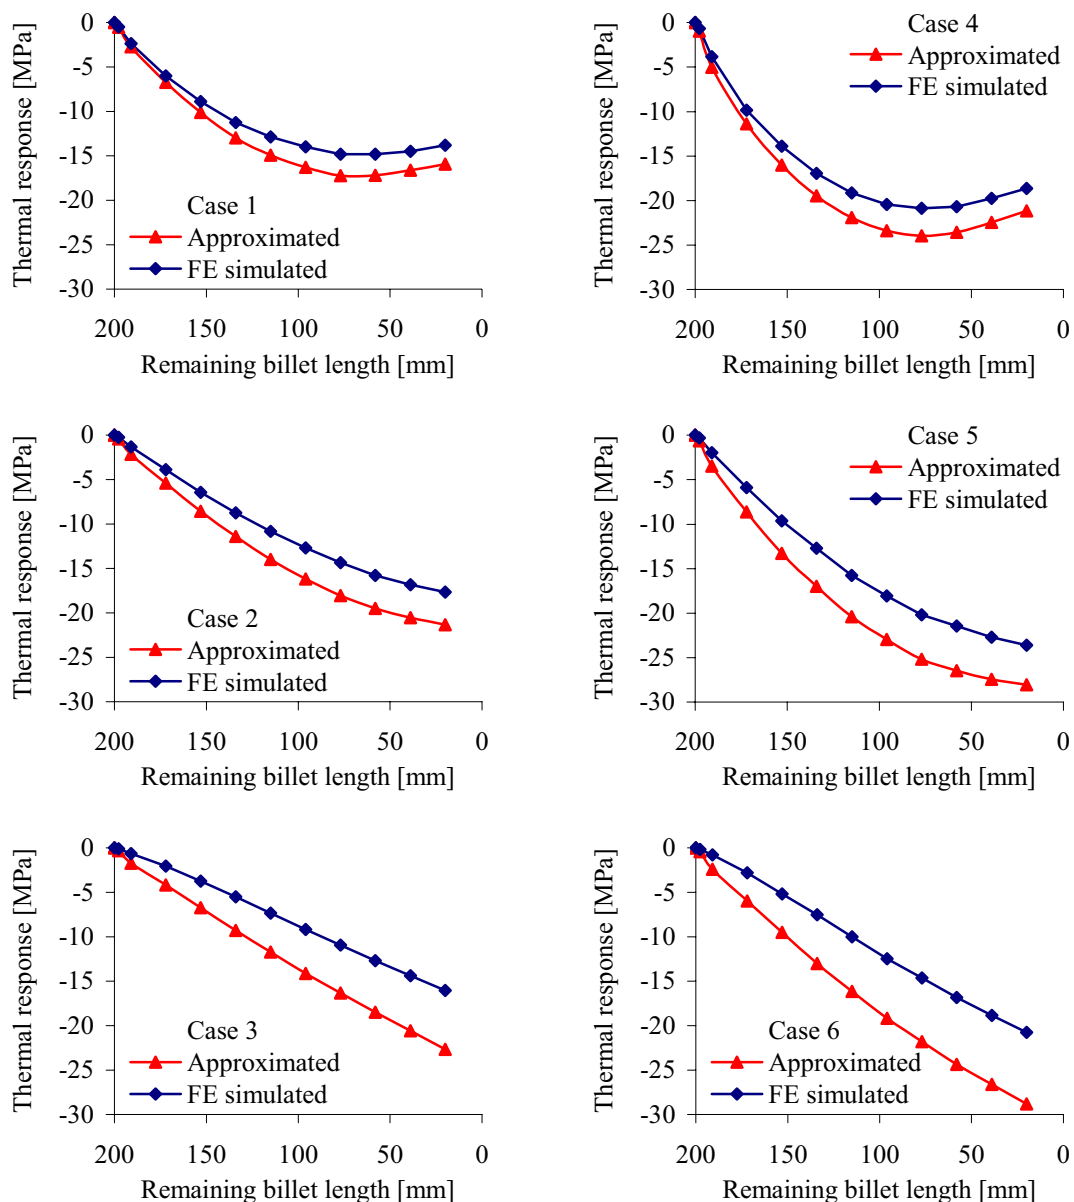 Thermal response [MPa]
0
-5
-10
-15
-20
-25
-30
Case 1
Approximated
FE simulated
200 150 100 50 0
Remaining billet length [mm]
Thermal response [MPa]
0
-5
-10
-15
-20
-25
-30
Case 4
Approximated
FE simulated
200 150 100 50 0
Remaining billet length [mm]
Thermal response [MPa]
0
-5
-10
-15
-20
-25
-30
Case 2
Approximated
FE simulated
200 150 100 50 0
Remaining billet length [mm]
Thermal response [MPa]
0
-5
-10
-15
-20
-25
-30
Case 5
Approximated
FE simulated
200 150 100 50 0
Remaining billet length [mm]
Thermal response [MPa]
0
-5
-10
-15
-20
-25
-30
Case 3
Approximated
FE simulated
200 150 100 50 0
Remaining billet length [mm]
Thermal response [MPa]
0
-5
-10
-15
-20
-25
-30
Case 6
Approximated
FE simulated
200 150 100 50 0
Remaining billet length [mm]